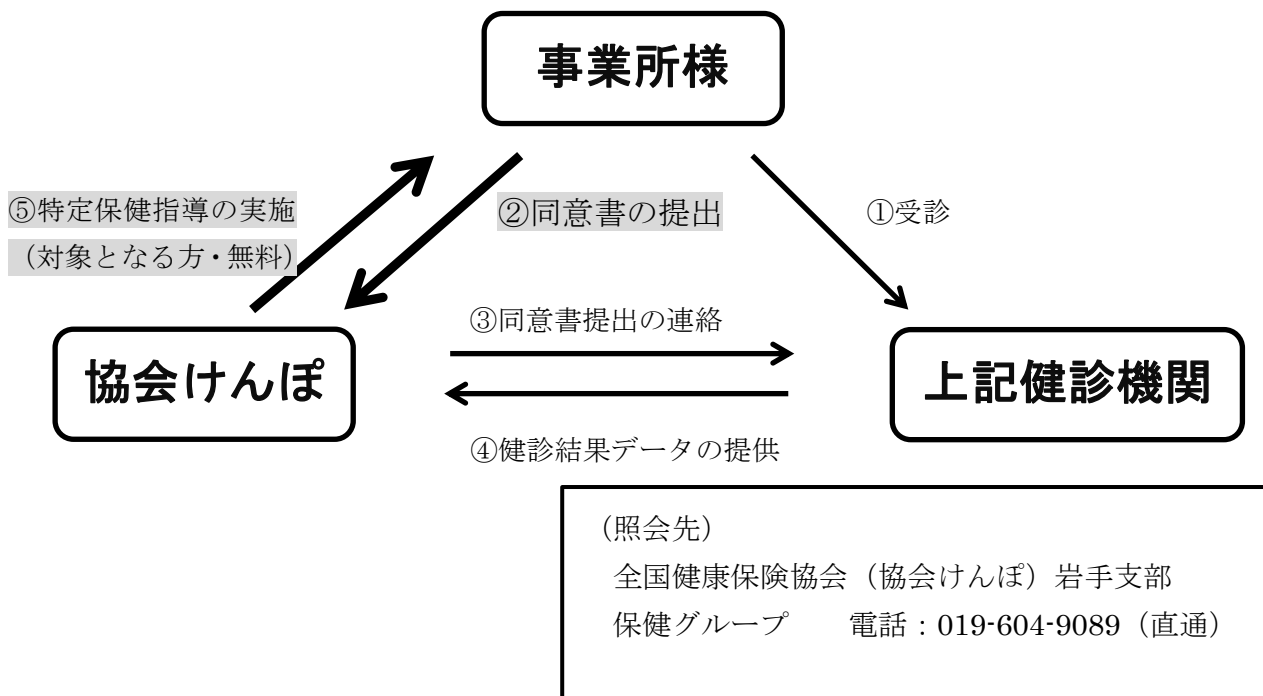 事業所様
⑤特定保健指導の実施
（対象となる方・無料）
②同意書の提出
①受診
③同意書提出の連絡
協会けんぽ
上記健診機関
④健診結果データの提供
（照会先）
全国健康保険協会（協会けんぽ）岩手支部
保健グループ　　電話：019-604-9089（直通）